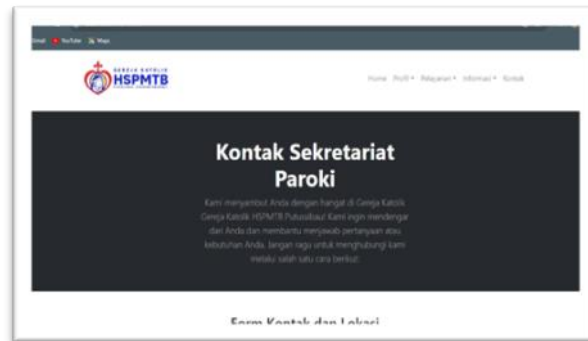 Gmail YouTube Maps
GEREJA KATOLIK
HSPMTB
Home Profil Pelayanan Informasi Kontak
Kontak Sekretariat
Paroki
Kami menyambut Anda dengan hangat di Gereja Katolik
Gereja Katolik HSPMTB Putussibau! Kami ingin mendengar
dari Anda dan membantu menjawab pertanyaan atau
kebutuhan Anda. Jangan ragu untuk menghubungi kami
melalui salah satu cara berikut:
Form Kontak dan Lokasi